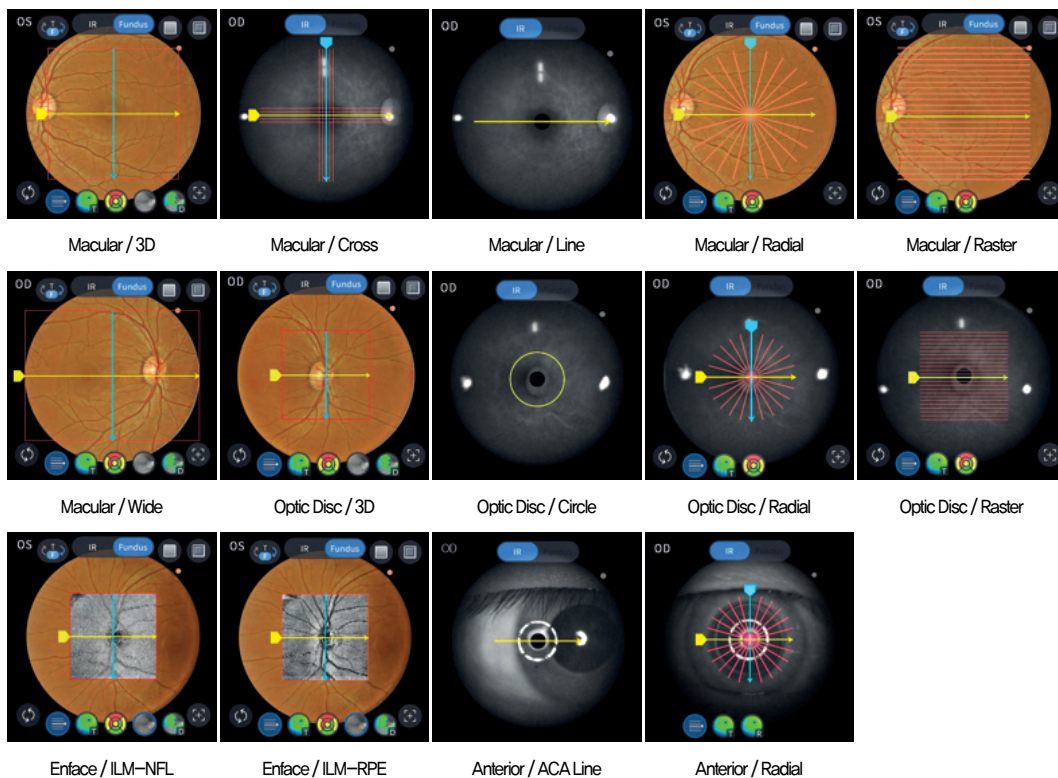 OS T F IR Fundus
T D
Macular / 3D
OD IR
Macular / Cross
OD IR
Macular / Line
OS T F IR Fundus
T
Macular / Radial
OS T F IR Fundus
T
Macular / Raster
OD T F IR Fundus
T D
Macular / Wide
OD T F IR Fundus
T D
Optic Disc / 3D
OD IR
Optic Disc / Circle
OD IR
T
Optic Disc / Radial
OD IR
T
Optic Disc / Raster
OS T F IR Fundus
T D
Enface / ILM-NFL
OS T F IR Fundus
T D
Enface / ILM-RPE
OD IR
Anterior / ACA Line
OD IR
T R
Anterior / Radial